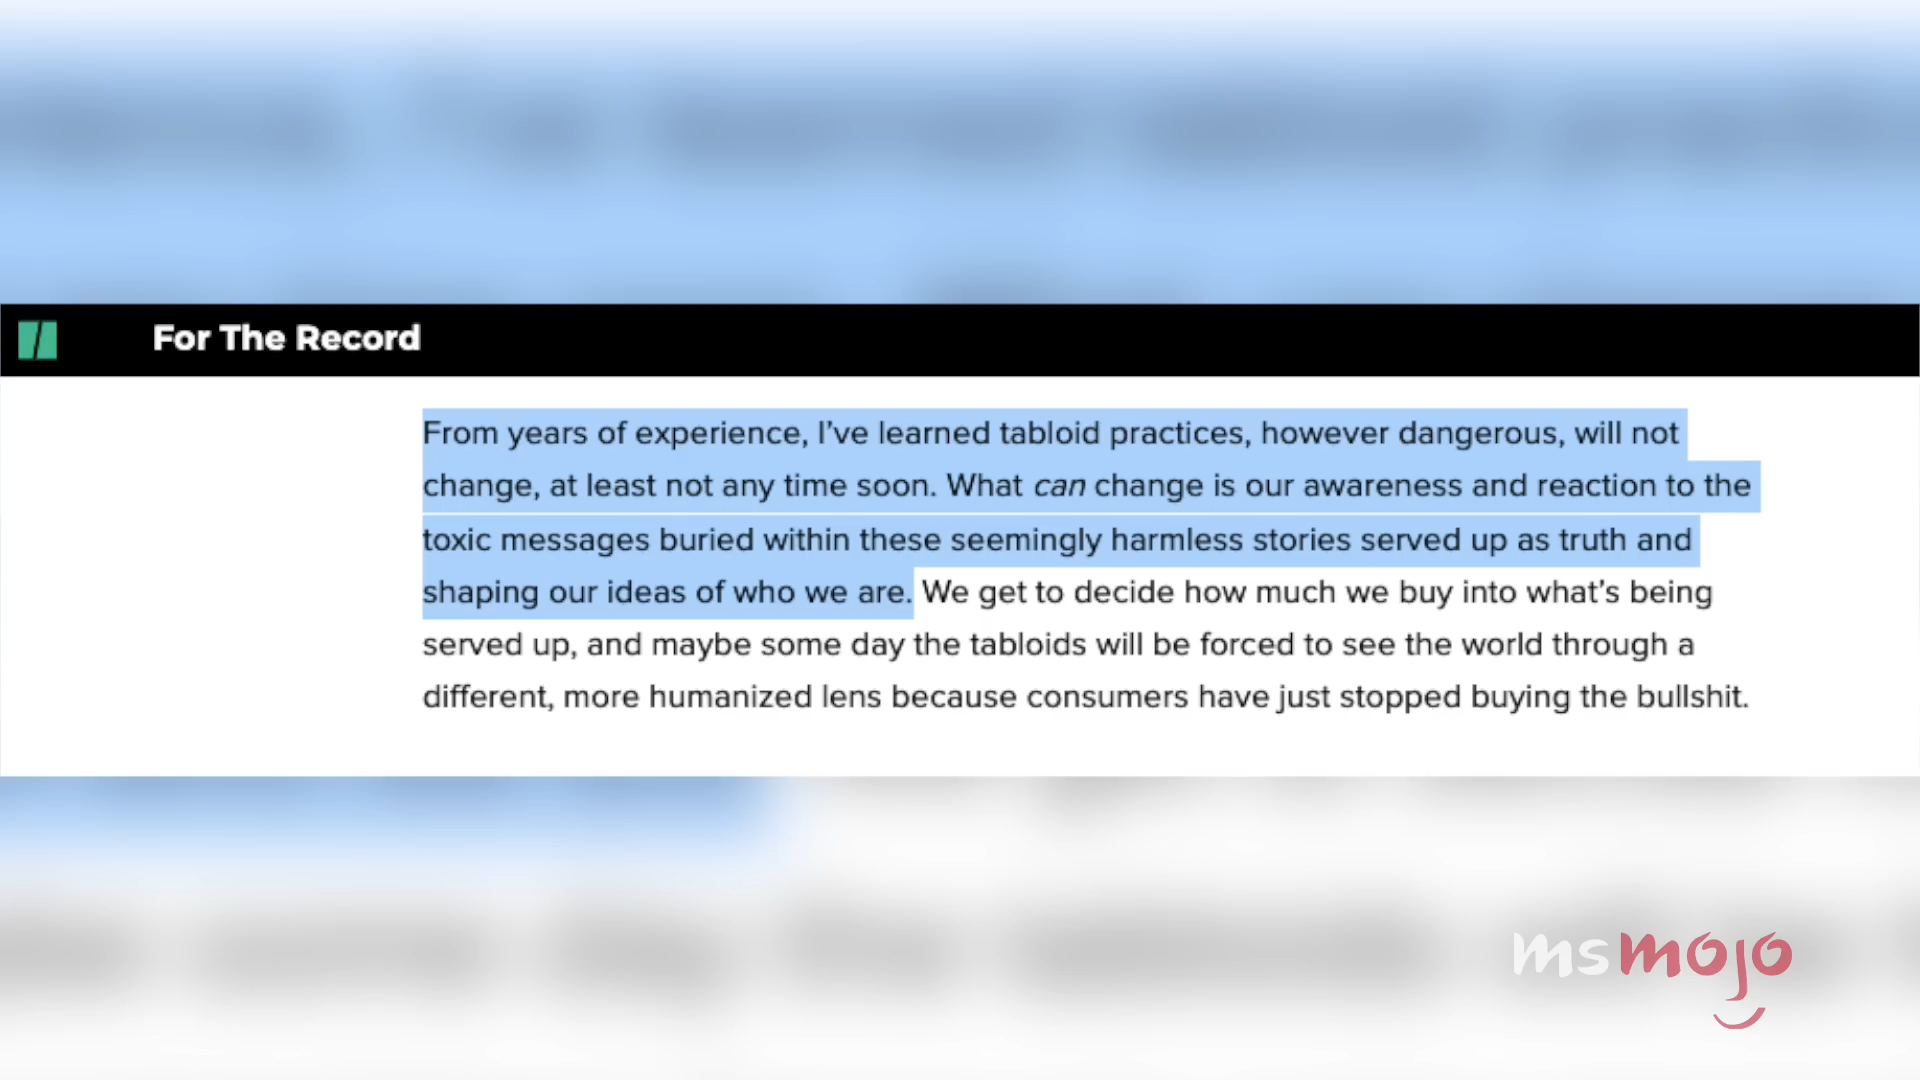 For The Record
From years of experience, I’ve learned tabloid practices, however dangerous, will not
change, at least not any time soon. What can change is our awareness and reaction to the
toxic messages buried within these seemingly harmless stories served up as truth and
shaping our ideas of who we are. We get to decide how much we buy into what’s being
served up, and maybe some day the tabloids will be forced to see the world through a
different, more humanized lens because consumers have just stopped buying the bullshit.
msmojo